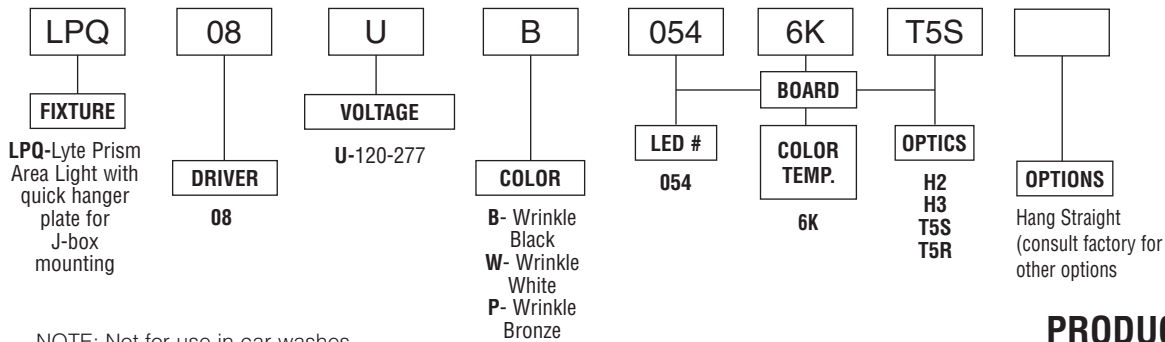 LPQ 08 U B 054 6K T5S
FIXTURE
LPQ-Lyte Prism
Area Light with
quick hanger
plate for
J-box
mounting
DRIVER
08
VOLTAGE
U-120-277
COLOR
B- Wrinkle
Black
W- Wrinkle
White
P- Wrinkle
Bronze
BOARD
LED #
054
COLOR
TEMP.
6K
OPTICS
H2
H3
T5S
T5R
OPTIONS
Hang Straight
(consult factory for
other options
NOTE: Not for use in car washes
PRODUC